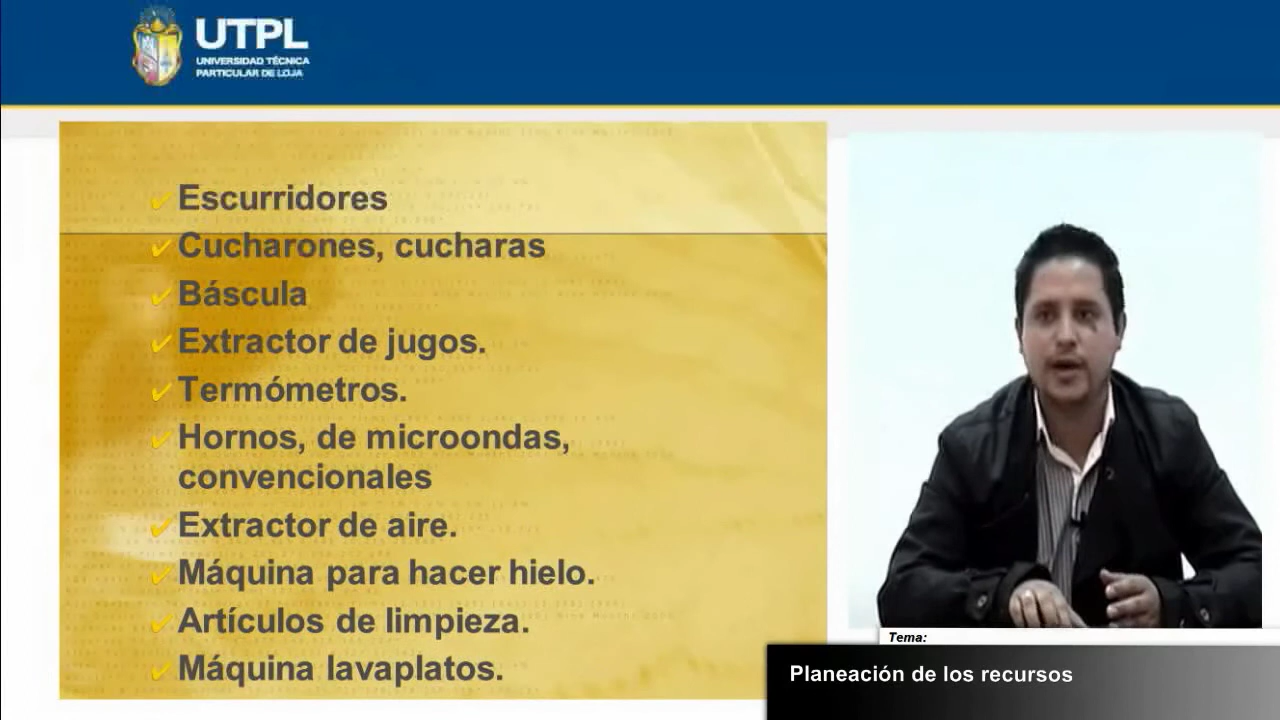 UTPL
UNIVERSIDAD TÉCNICA
PARTICULAR DE LOJA
Escurridores
Cucharones, cucharas
Báscula
Extractor de jugos.
Termómetros.
Hornos, de microondas,
convencionales
Extractor de aire.
Máquina para hacer hielo.
Artículos de limpieza.
Máquina lavaplatos.
Tema:
Planeación de los recursos